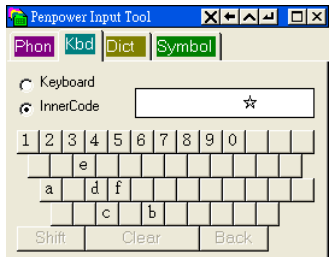 Penpower Input Tool
Phon Kbd Dict Symbol
Keyboard
InnerCode
☆
1 2 3 4 5 6 7 8 9 0
e
a d f
c b
Shift Clear Back